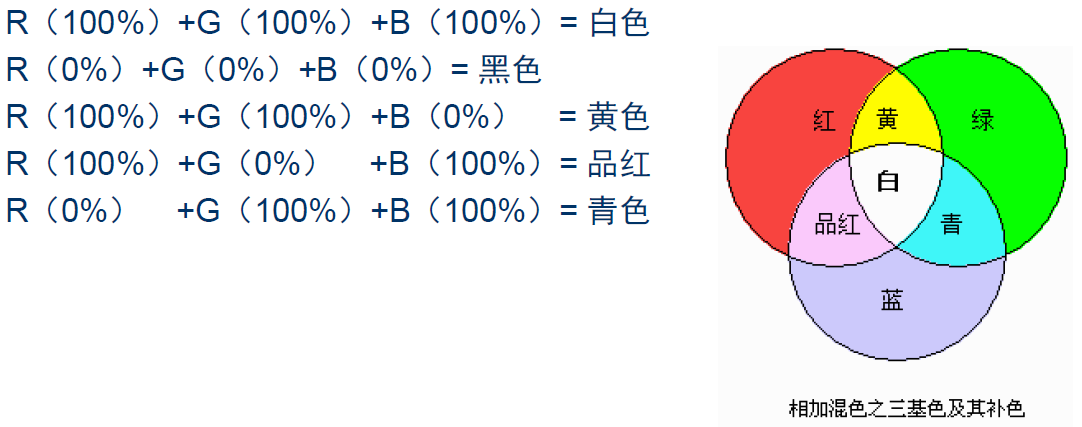 R（100%）+G（100%）+B（100%）= 白色
R（0%）+G（0%）+B（0%）= 黑色
R（100%）+G（100%）+B（0%） = 黄色
R（100%）+G（0%） +B（100%）= 品红
R（0%） +G（100%）+B（100%）= 青色
红 黄 绿
白
品红 青
蓝
相加混色之三基色及其补色